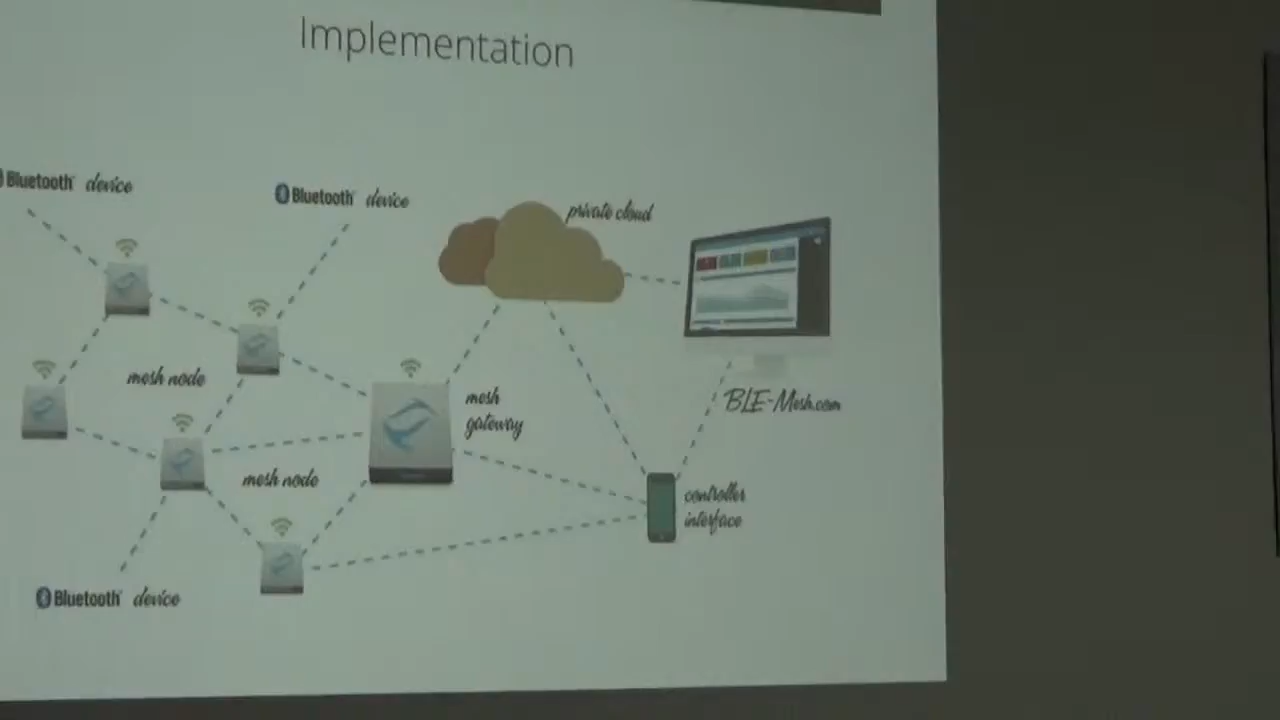 Implementation
Bluetooth device
Bluetooth device
private cloud
mesh node
mesh
gateway
BLE-Mesh.com
mesh node
controller
interface
Bluetooth device